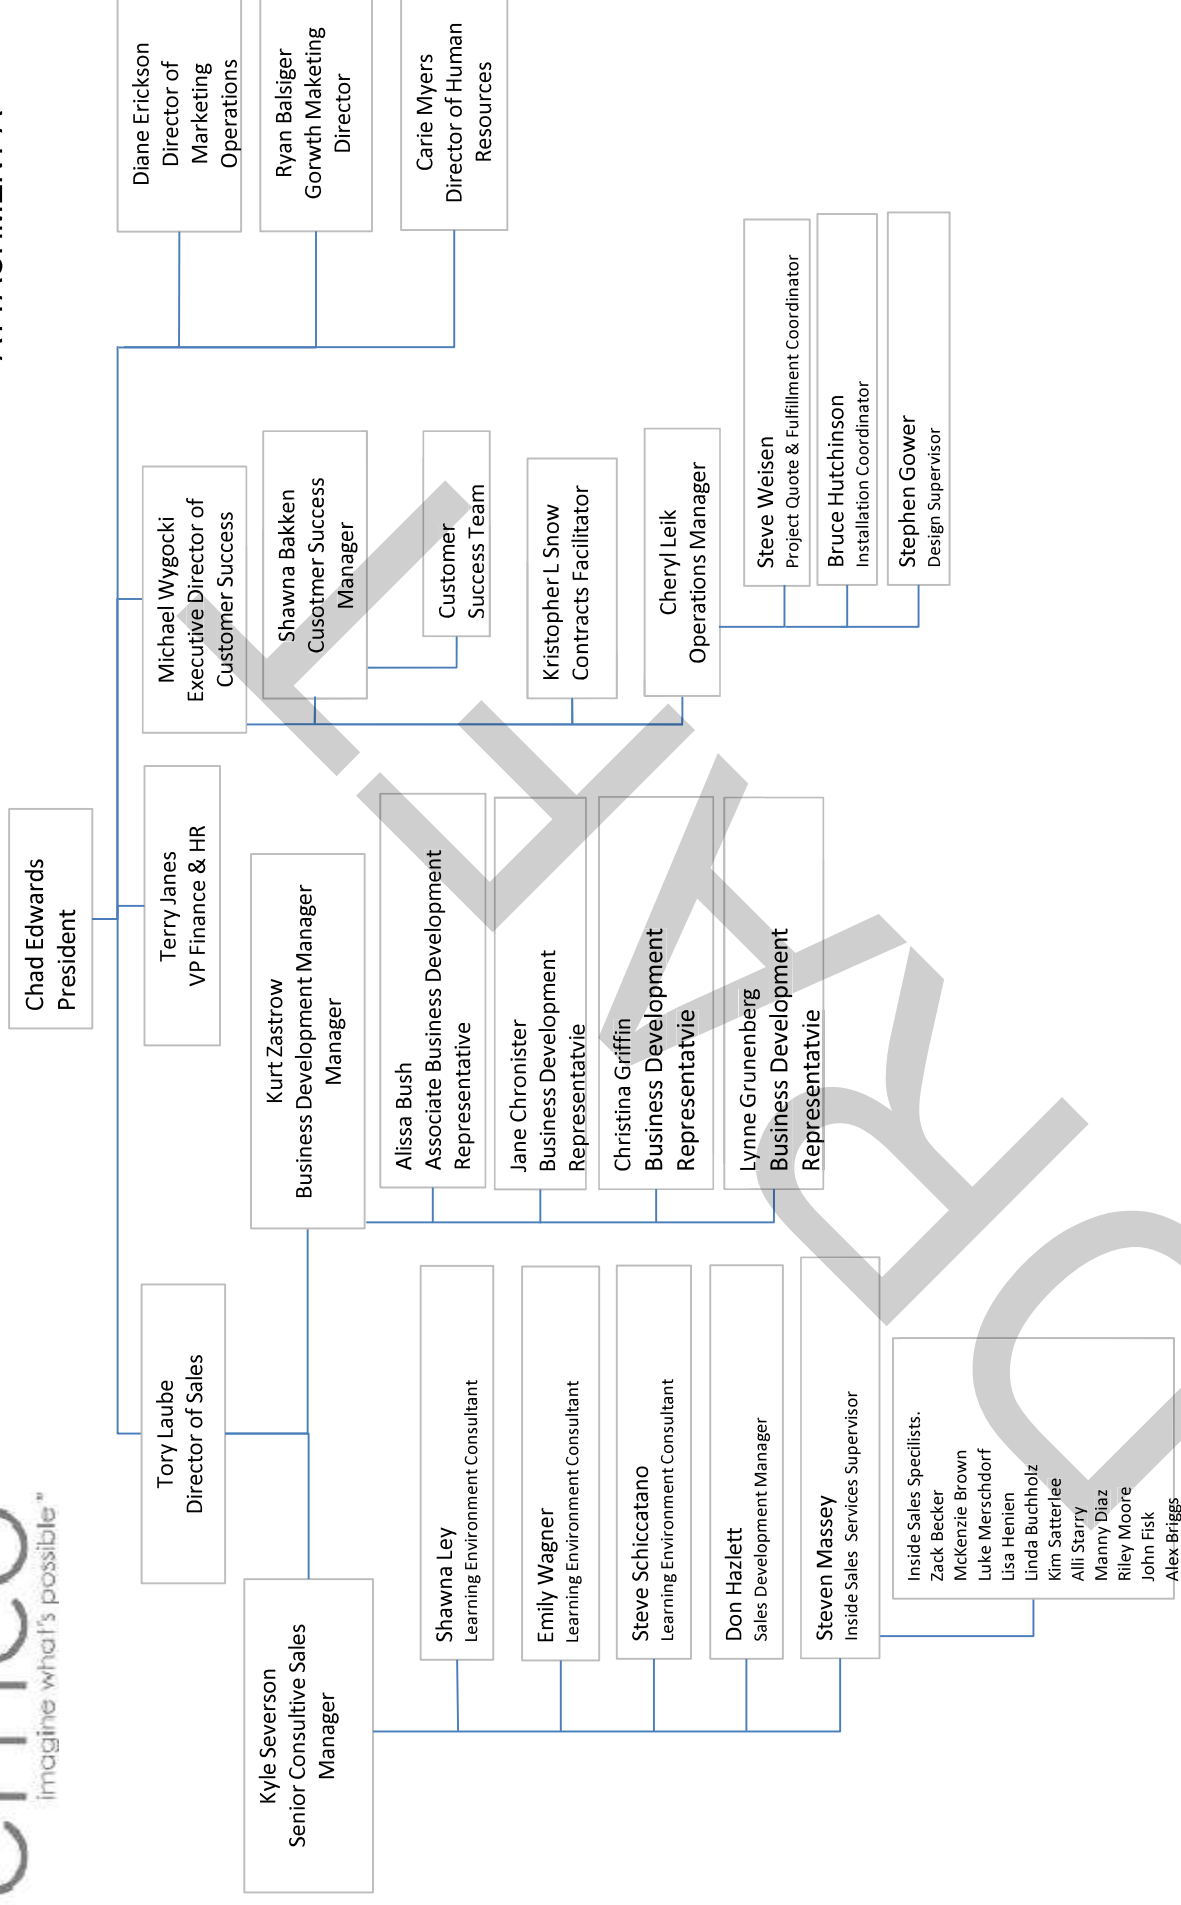 imagine what's possible"
Chad Edwards
President
Tory Laube
Director of Sales
Terry Janes
VP Finance & HR
Michael Wygocki
Executive Director of
Customer Success
Diane Erickson
Director of
Marketing
Operations
Ryan Balsiger
Gorwth Maketing
Director
Carie Myers
Director of Human
Resources
Kyle Severson
Senior Consultive Sales
Manager
Shawna Ley
Learning Environment Consultant
Emily Wagner
Learning Environment Consultant
Steve Schiccatano
Learning Environment Consultant
Don Hazlett
Sales Development Manager
Steven Massey
Inside Sales Services Supervisor
Inside Sales Specilists.
Zack Becker
McKenzie Brown
Luke Merschdorf
Lisa Henien
Linda Buchholz
Kim Satterlee
Alli Starry
Manny Diaz
Riley Moore
John Fisk
Alex Briggs
Kurt Zastrow
Business Development Manager
Manager
Alissa Bush
Associate Business Development
Representative
Jane Chronister
Business Development
Representatvie
Christina Griffin
Business Development
Representatvie
Lynne Grunenberg
Business Development
Representatvie
Shawna Bakken
Cusotmer Success
Manager
Customer
Success Team
Kristopher L Snow
Contracts Facilitator
Cheryl Leik
Operations Manager
Steve Weisen
Project Quote & Fulfillment Coordinator
Bruce Hutchinson
Installation Coordinator
Stephen Gower
Design Supervisor
DRAFT